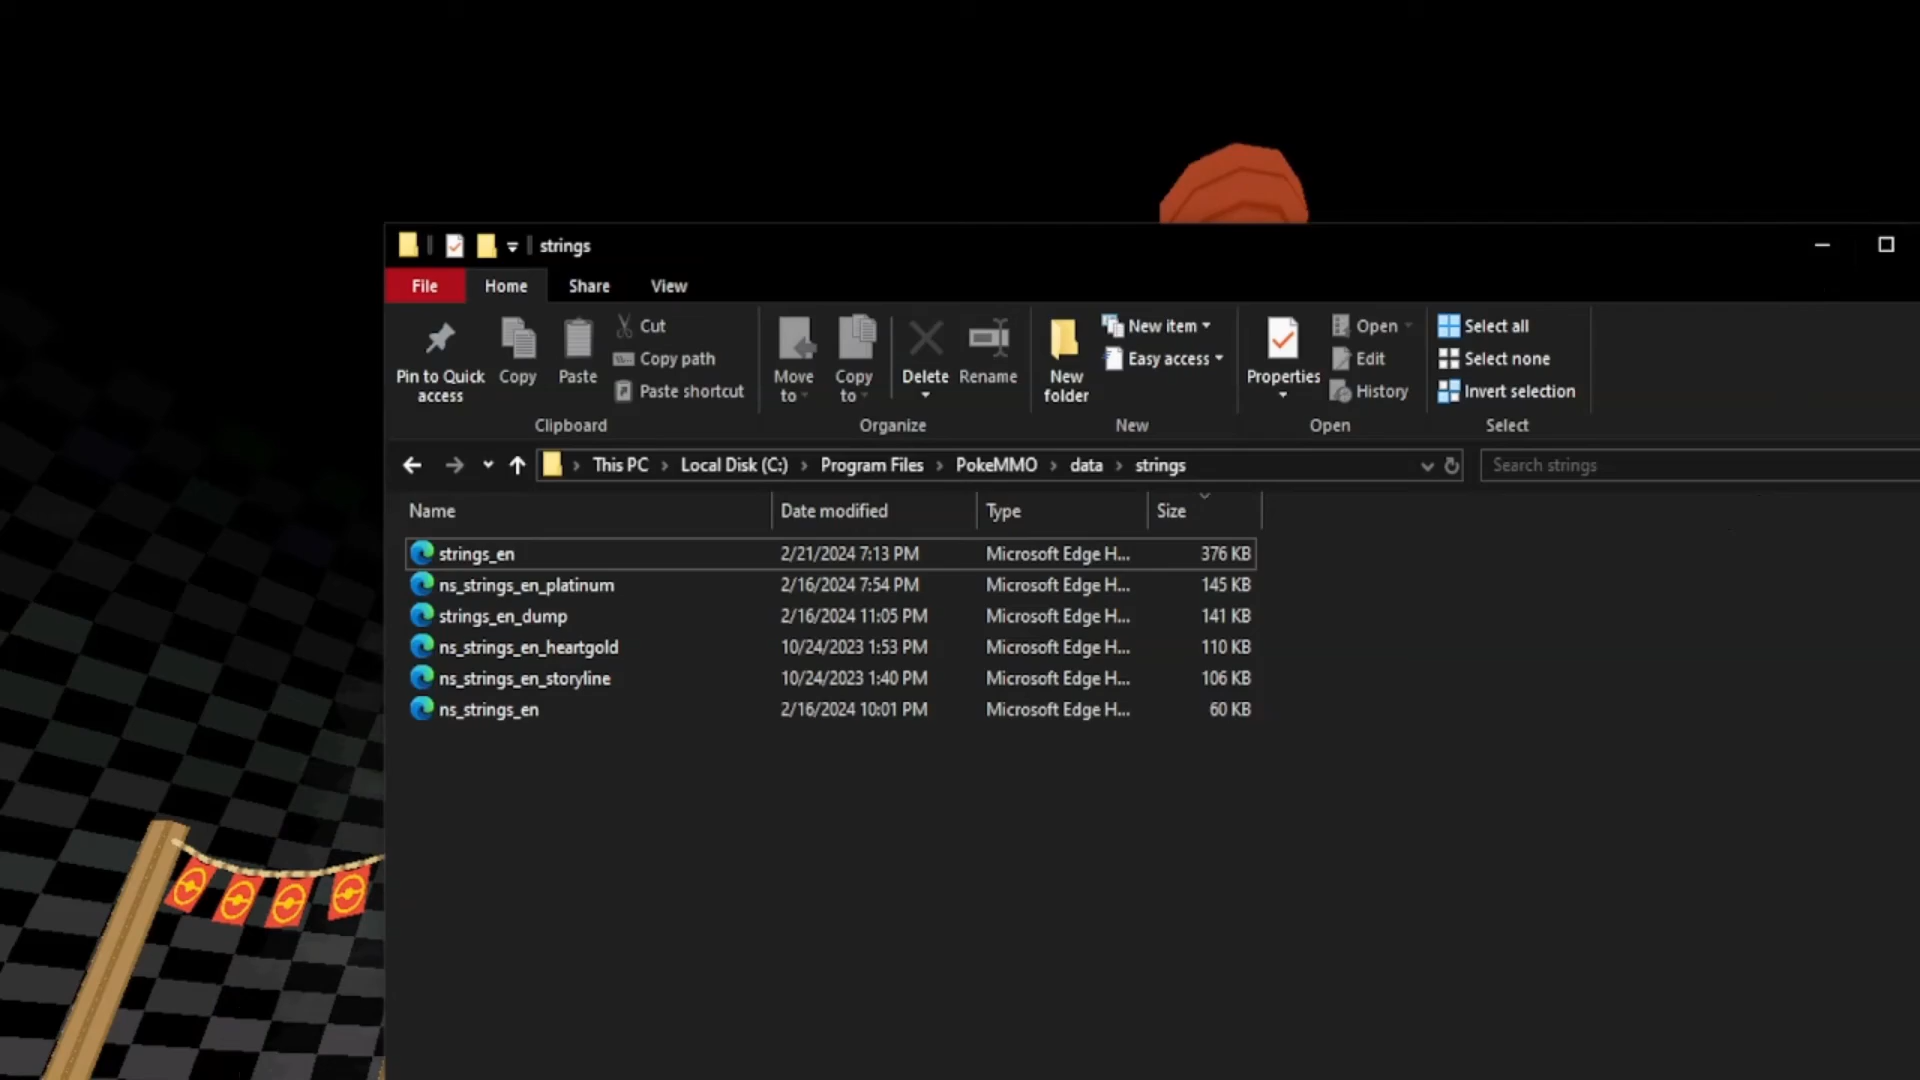 strings
File Home Share View
Pin to Quick access
Copy
Paste
Cut
Copy path
Paste shortcut
Clipboard
Move to
Copy to
Delete
Rename
Organize
New folder
New item
Easy access
New
Properties
Open
Edit
History
Open
Select all
Select none
Invert selection
Select
This PC > Local Disk (C:) > Program Files > PokeMMO > data > strings
Search strings
Name Date modified Type Size
strings_en 2/21/2024 7:13 PM Microsoft Edge H... 376 KB
ns_strings_en_platinum 2/16/2024 7:54 PM Microsoft Edge H... 145 KB
strings_en_dump 2/16/2024 11:05 PM Microsoft Edge H... 141 KB
ns_strings_en_heartgold 10/24/2023 1:53 PM Microsoft Edge H... 110 KB
ns_strings_en_storyline 10/24/2023 1:40 PM Microsoft Edge H... 106 KB
ns_strings_en 2/16/2024 10:01 PM Microsoft Edge H... 60 KB